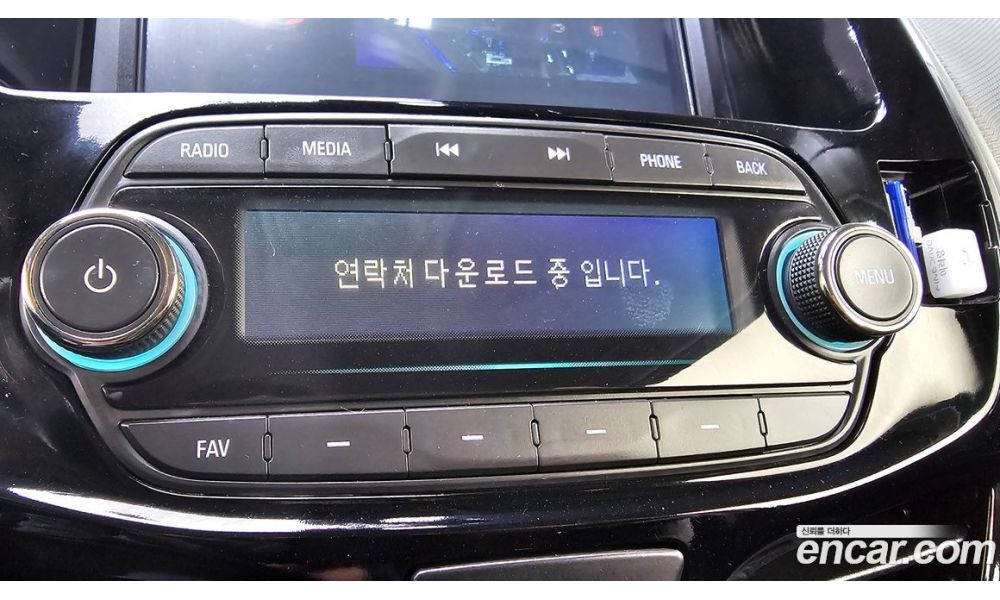 RADIO MEDIA PHONE BACK
연락처 다운로드 중 입니다.
MENU
FAV
신뢰를 더하다
encar.com